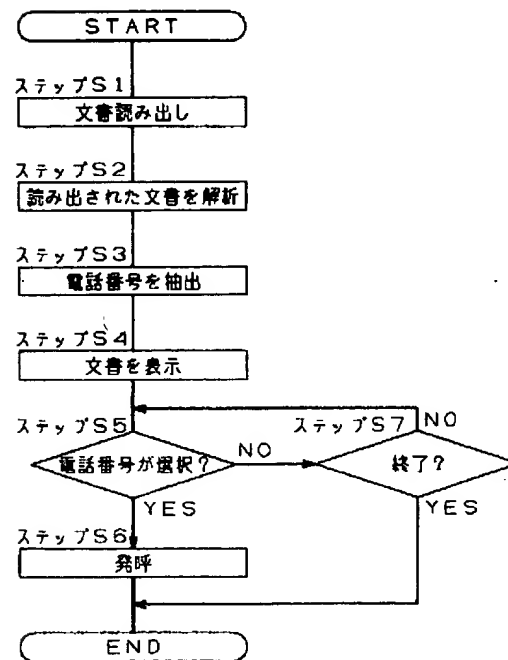 START
ステップS1
文書読み出し
ステップS2
読み出された文書を解析
ステップS3
電話番号を抽出
ステップS4
文書を表示
ステップS5
電話番号が選択?
NO
ステップS7
NO
終了?
YES
YES
ステップS6
発呼
END